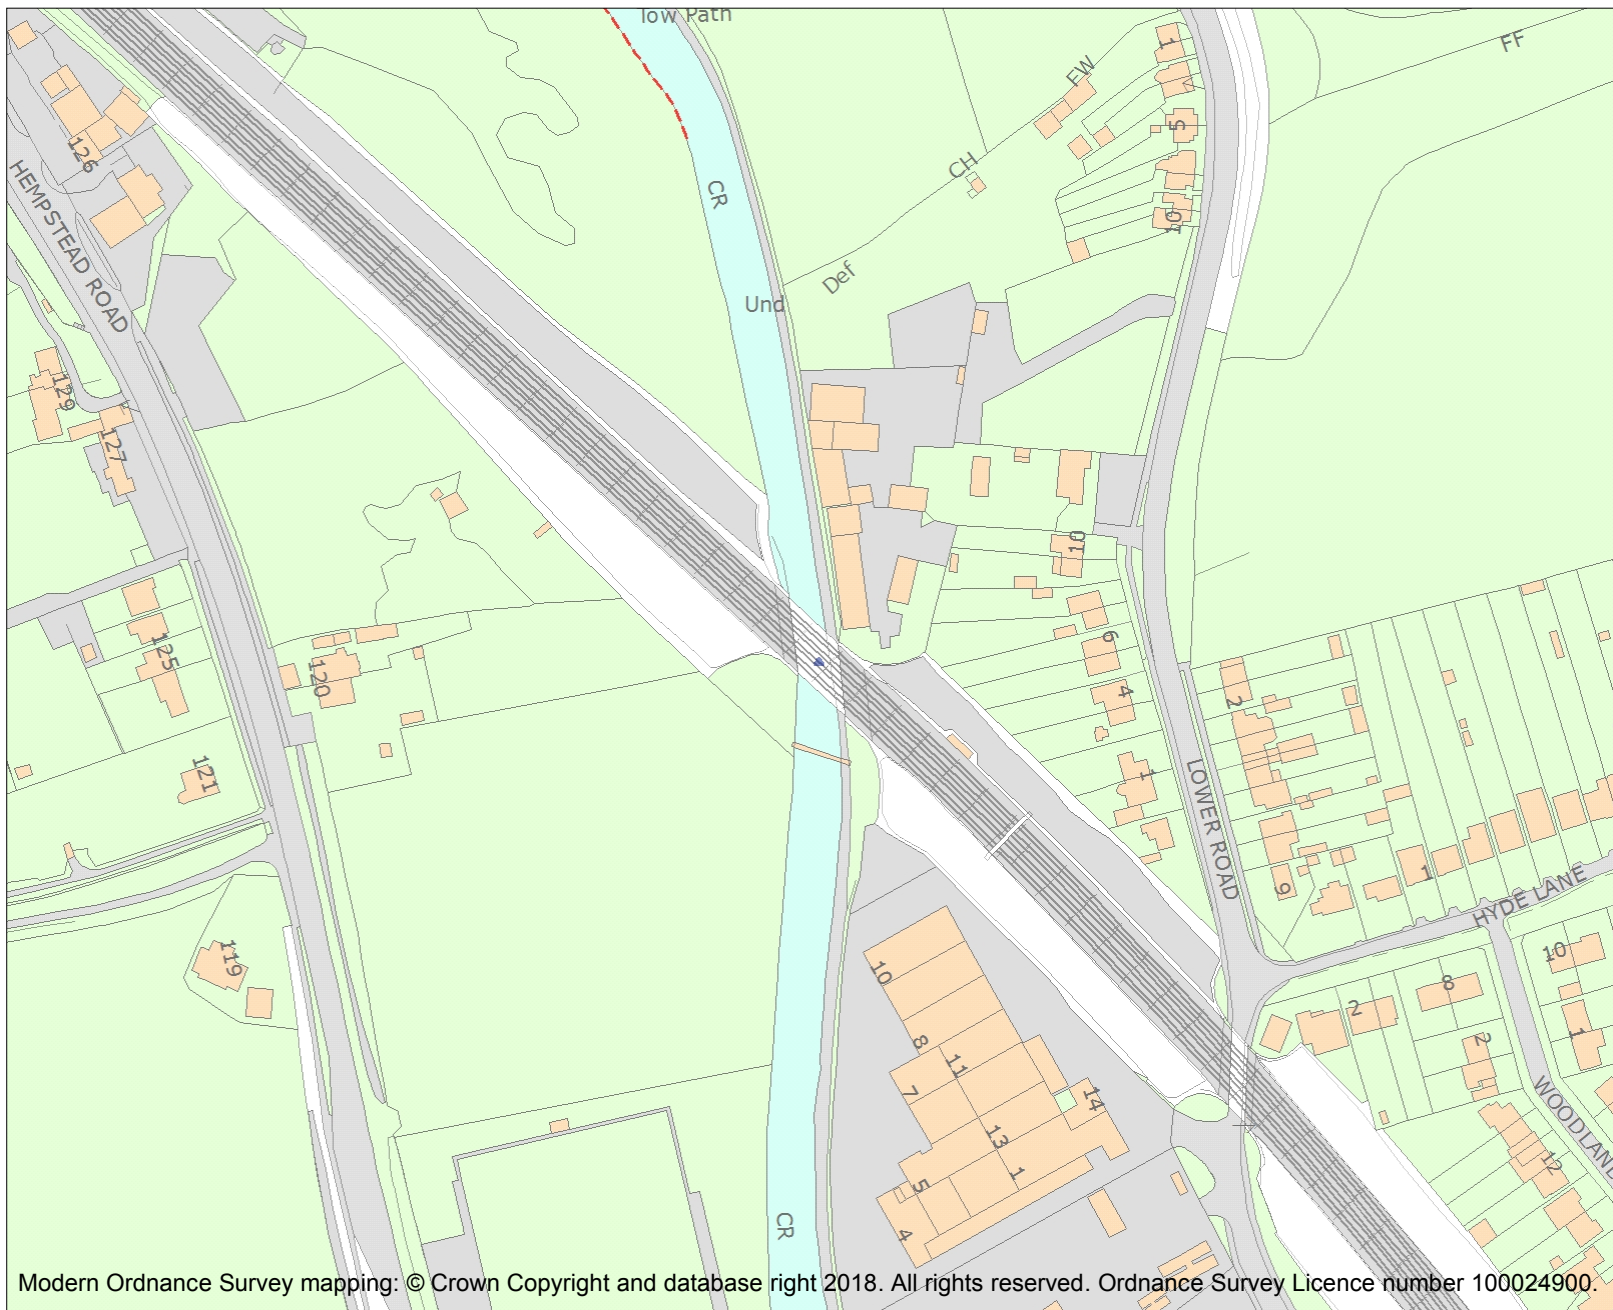 Tow Path
FF
1
FW
126
5
CH
CR
HEMPSTEAD ROAD
10
Def
Und
129
127
10
125
6
120
4
2
121
1
LOWER ROAD
1
9
HYDE LANE
119
10
10
8
2
8
11
2
1
7
14
WOODLAND
13
12
1
5
CR
4
Modern Ordnance Survey mapping: © Crown Copyright and database right 2018. All rights reserved. Ordnance Survey Licence number 100024900.